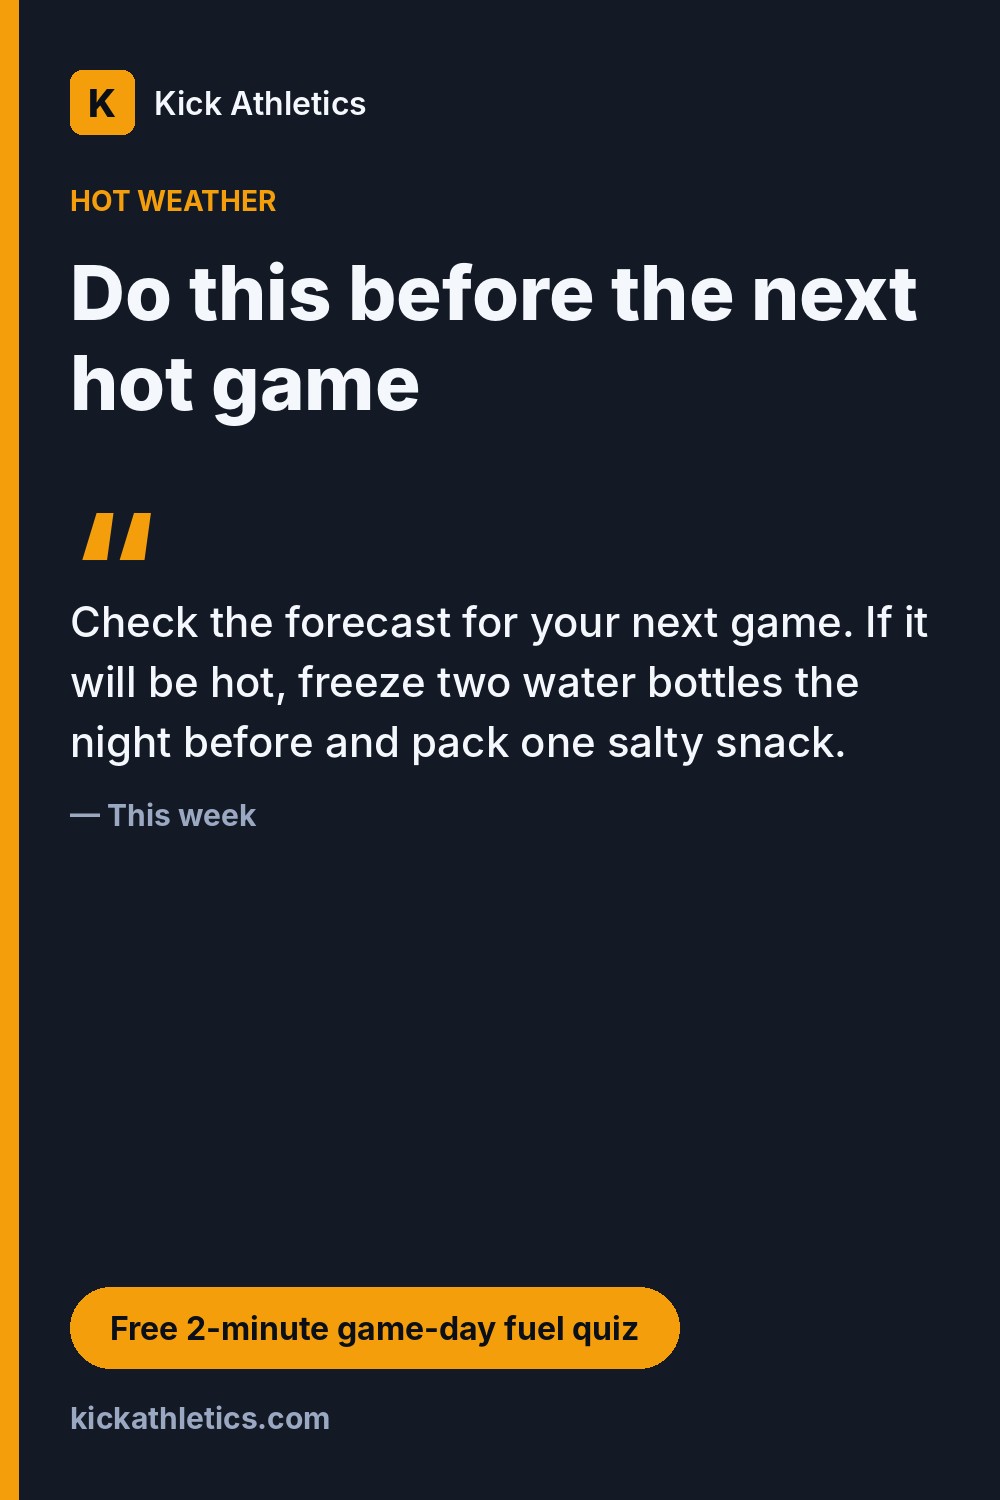 K
Kick Athletics
HOT WEATHER
Do this before the next
hot game
“
Check the forecast for your next game. If it
will be hot, freeze two water bottles the
night before and pack one salty snack.
— This week
Free 2-minute game-day fuel quiz
kickathletics.com